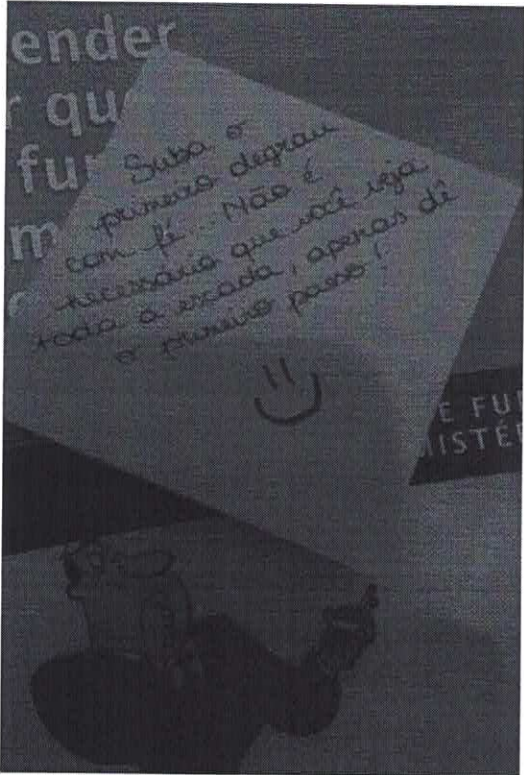 ender
r qu
fu
m
Suba o
primeiro degrau
com fé. Não é
necessário que você veja
toda a escada, apenas dê
o primeiro passo!
E FU
MISTÉ